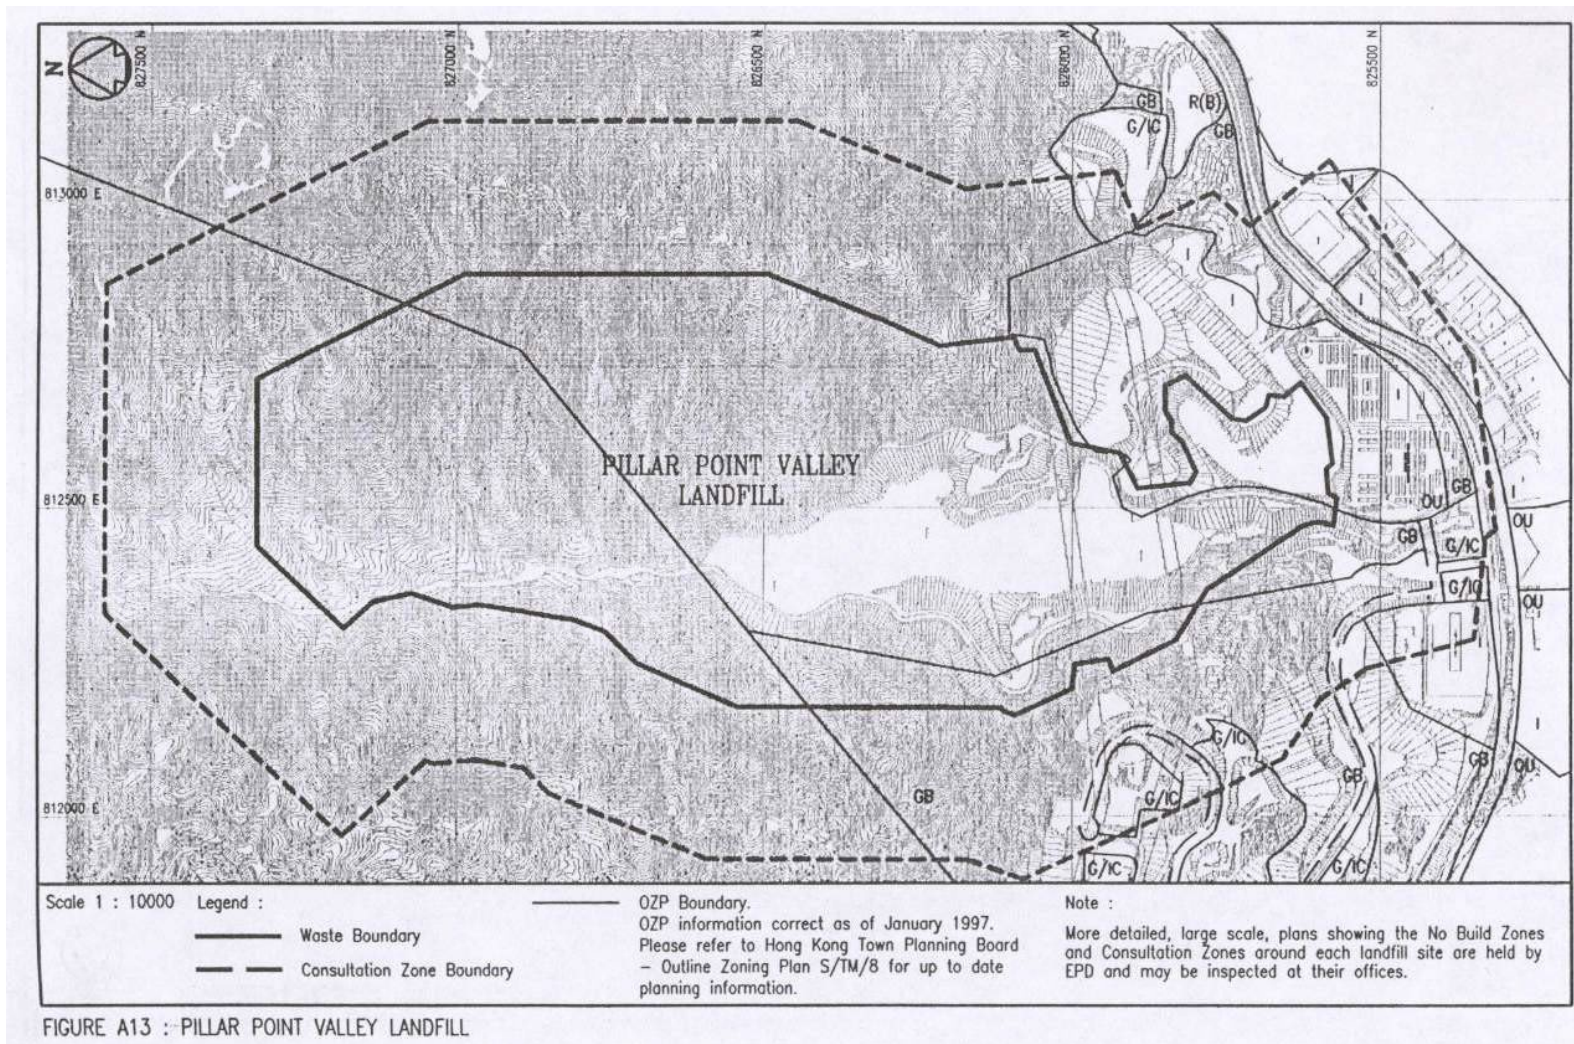 N
827500 N
827000 N
826500 N
826000 N
825500 N
GB
R(B)
G/IC
GB
813000 E
I
I
I
I
PILLAR POINT VALLEY
LANDFILL
812500 E
GB
OU
OU
GB
G/IC
G/IC
OU
I
G/IC
GB
GB
OU
I
812000 E
GB
G/IC
G/IC
G/IC
Scale 1 : 10000 Legend :
Waste Boundary
Consultation Zone Boundary
OZP Boundary.
OZP information correct as of January 1997.
Please refer to Hong Kong Town Planning Board
– Outline Zoning Plan S/TM/8 for up to date
planning information.
Note :
More detailed, large scale, plans showing the No Build Zones
and Consultation Zones around each landfill site are held by
EPD and may be inspected at their offices.
FIGURE A13 : PILLAR POINT VALLEY LANDFILL